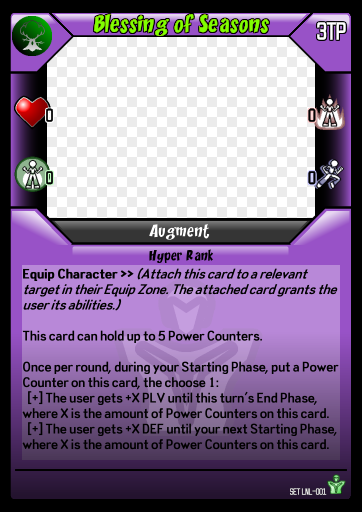 Blessing of Seasons
3TP
0
0
0
0
Augment
Hyper Rank
Equip Character >> (Attach this card to a relevant
target in their Equip Zone. The attached card grants the
user its abilities.)
This card can hold up to 5 Power Counters.
Once per round, during your Starting Phase, put a Power
Counter on this card, the choose 1:
[+] The user gets +X PLV until this turn's End Phase,
where X is the amount of Power Counters on this card.
[+] The user gets +X DEF until your next Starting Phase,
where X is the amount of Power Counters on this card.
SET LNL-001